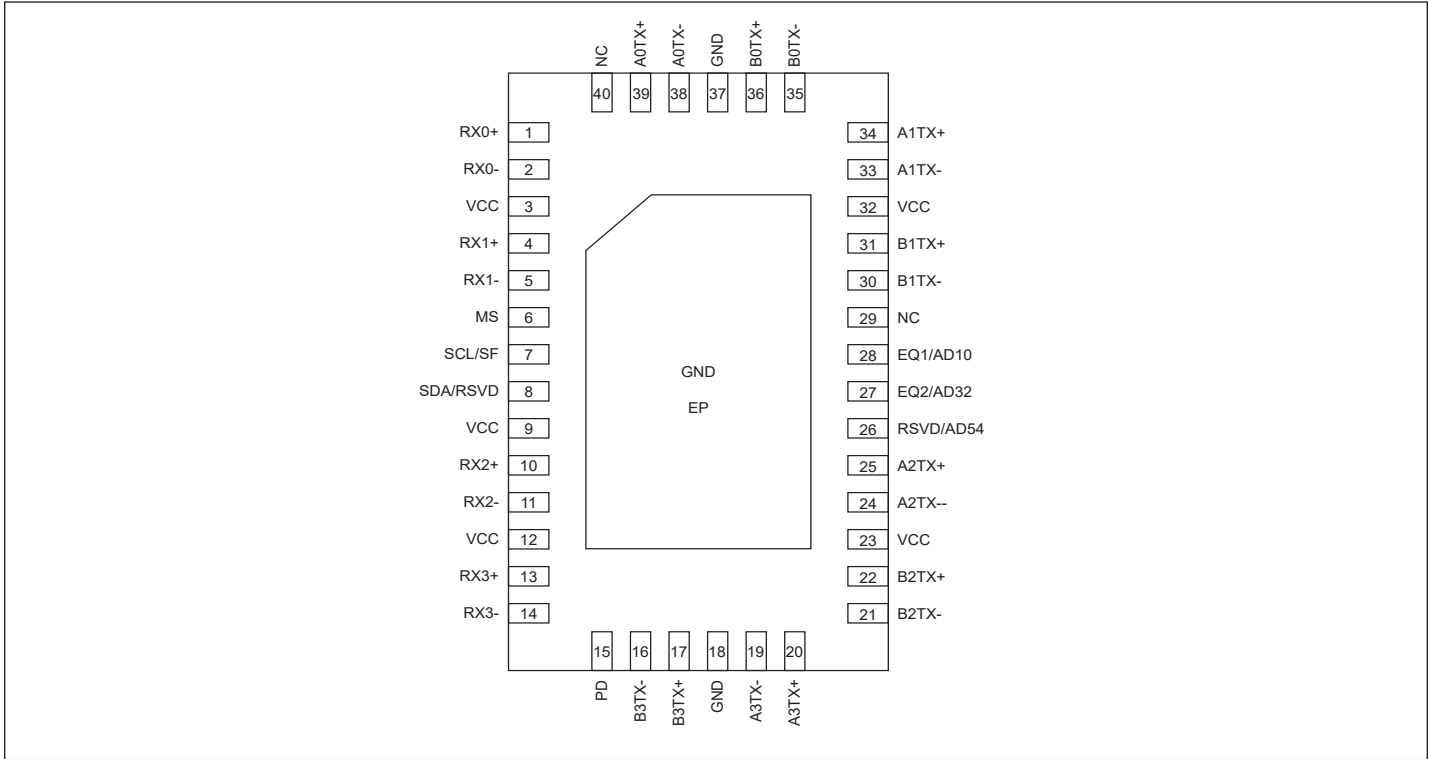 NC A0TX+ A0TX- GND B0TX+ B0TX-
40 39 38 37 36 35
RX0+ 1 34 A1TX+
RX0- 2 33 A1TX-
VCC 3 32 VCC
RX1+ 4 31 B1TX+
RX1- 5 30 B1TX-
MS 6 29 NC
SCL/SF 7 28 EQ1/AD10
GND
SDA/RSVD 8 27 EQ2/AD32
EP
VCC 9 26 RSVD/AD54
RX2+ 10 25 A2TX+
RX2- 11 24 A2TX--
VCC 12 23 VCC
RX3+ 13 22 B2TX+
RX3- 14 21 B2TX-
15 16 17 18 19 20
PD B3TX- B3TX+ GND A3TX- A3TX+